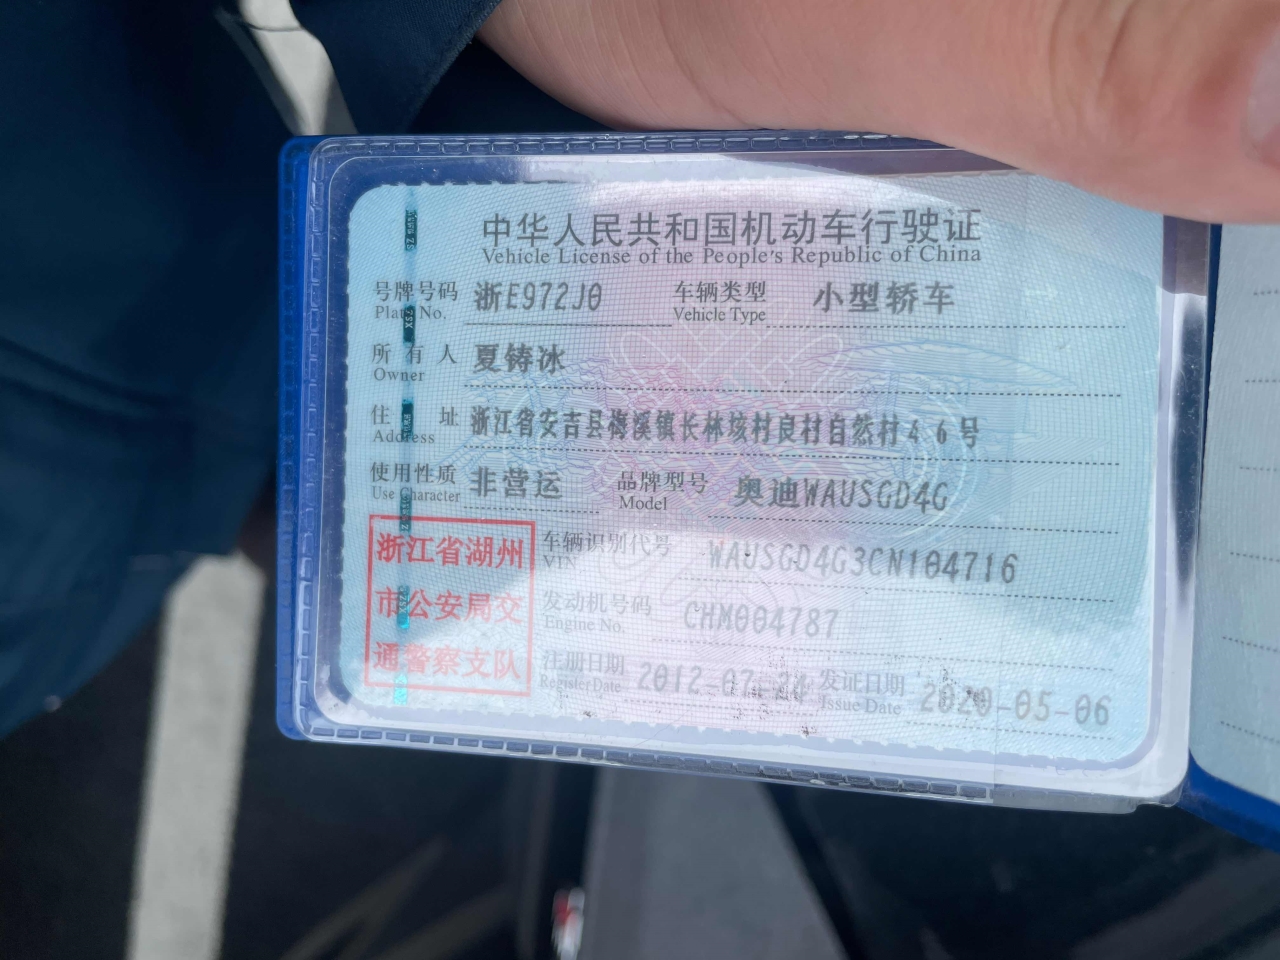 中华人民共和国机动车行驶证
Vehicle License of the People's Republic of China
号牌号码 浙E972J0 车辆类型 小型轿车
Plate No. Vehicle Type
所有人 夏铸冰
Owner
住址 浙江省安吉县梅溪镇长林垓村良村自然村46号
Address
使用性质 非营运 品牌型号 奥迪WAUSGD4G
Use Character Model
浙江省湖州
市公安局交
通警察支队
车辆识别代号 WAUSGD4G3CN104716
VIN
发动机号码 CHM004787
Engine No.
注册日期 2012-07-24 发证日期 2020-05-06
Register Date Issue Date